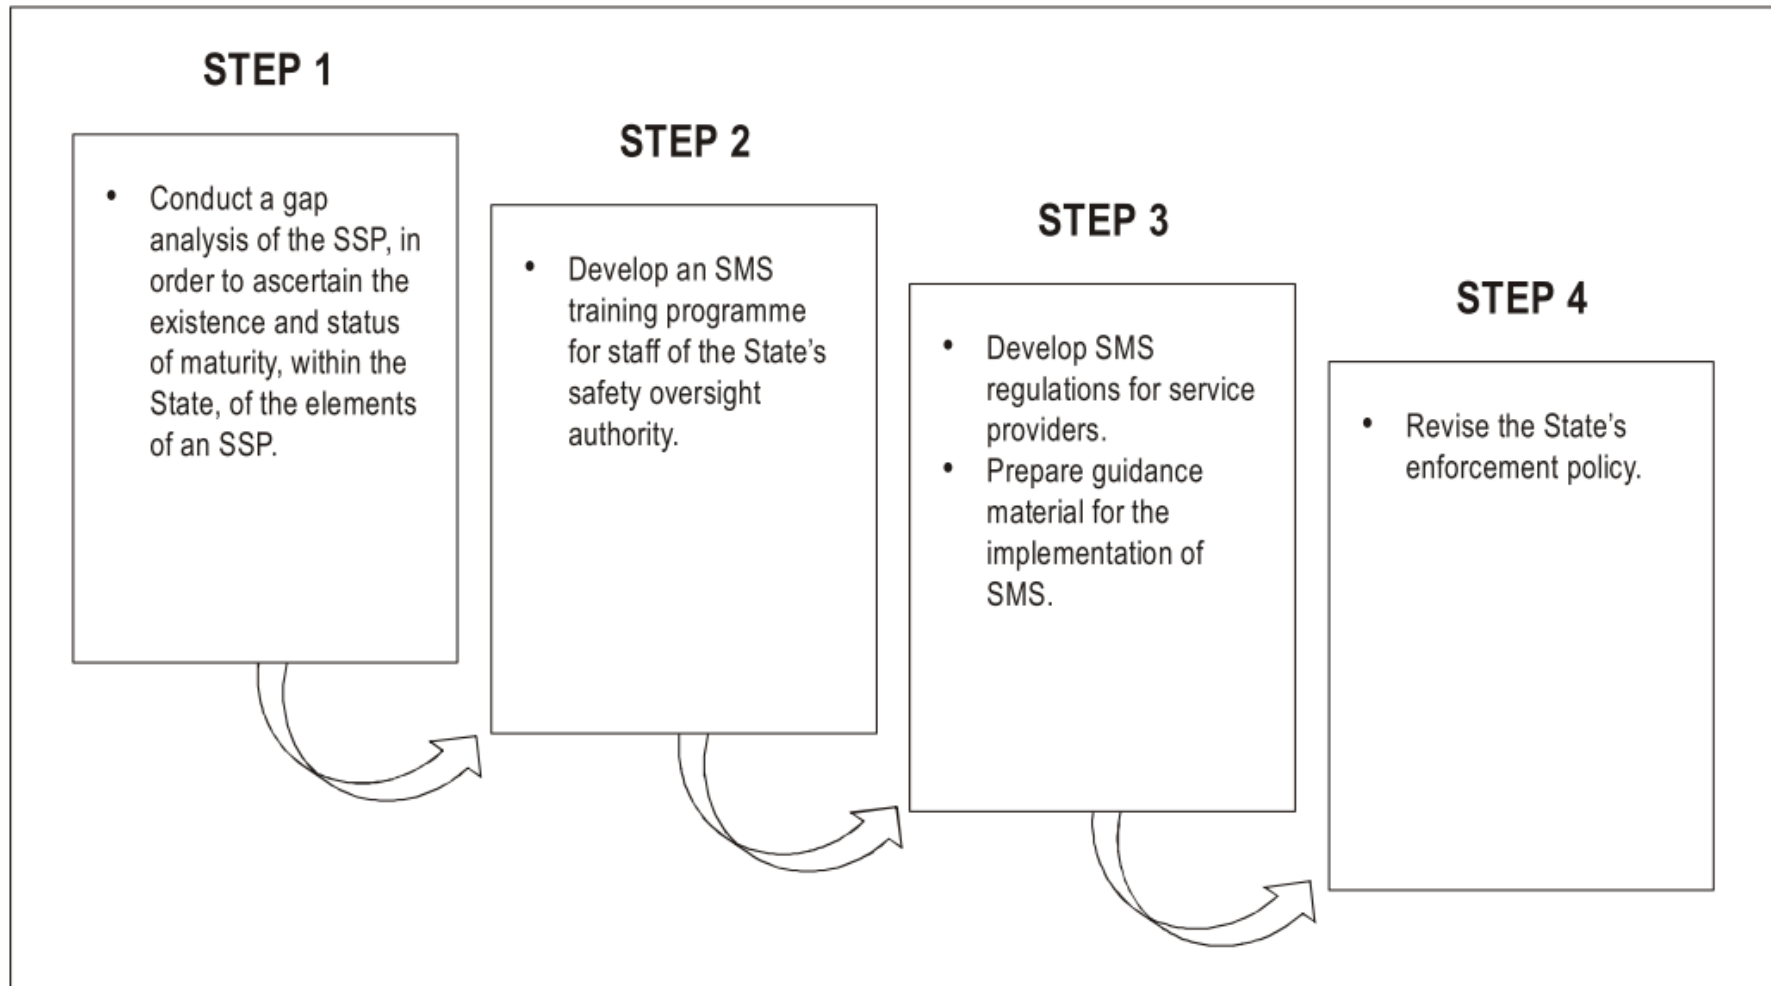 STEP 1
• Conduct a gap
analysis of the SSP, in
order to ascertain the
existence and status
of maturity, within the
State, of the elements
of an SSP.
STEP 2
• Develop an SMS
training programme
for staff of the State’s
safety oversight
authority.
STEP 3
• Develop SMS
regulations for service
providers.
• Prepare guidance
material for the
implementation of
SMS.
STEP 4
• Revise the State’s
enforcement policy.